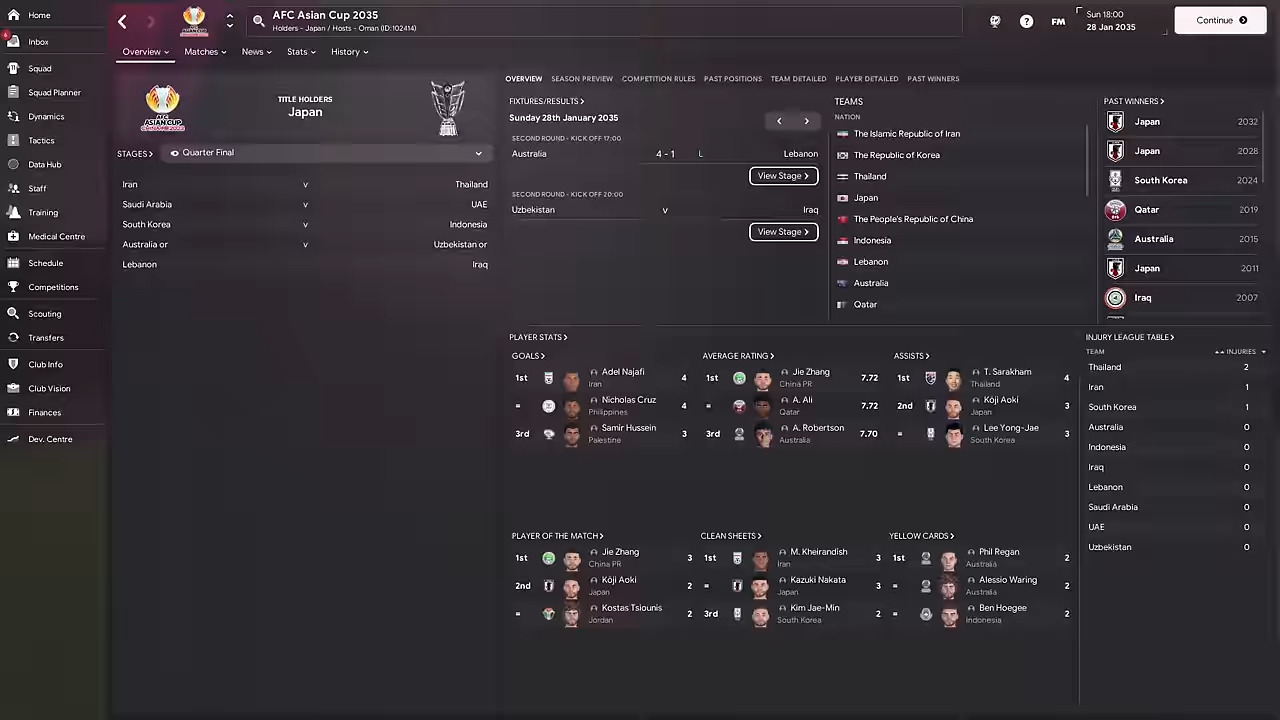 Home
Inbox
6
Squad
Squad Planner
Dynamics
Tactics
Data Hub
Staff
Training
Medical Centre
Schedule
Competitions
Scouting
Transfers
Club Info
Club Vision
Finances
Dev. Centre
AFC Asian Cup 2035
Holders - Japan / Hosts - Oman (ID:102414)
FM
Sun 18:00
28 Jan 2035
Continue
Overview
Matches
News
Stats
History
TITLE HOLDERS
Japan
AFC
ASIAN CUP
STAGES
Quarter Final
Iran v Thailand
Saudi Arabia v UAE
South Korea v Indonesia
Australia or v Uzbekistan or
Lebanon Iraq
OVERVIEW SEASON PREVIEW COMPETITION RULES PAST POSITIONS TEAM DETAILED PLAYER DETAILED PAST WINNERS
FIXTURES/RESULTS
Sunday 28th January 2035
SECOND ROUND - KICK OFF 17:00
Australia 4 - 1 L Lebanon
View Stage
SECOND ROUND - KICK OFF 20:00
Uzbekistan v Iraq
View Stage
TEAMS
NATION
The Islamic Republic of Iran
The Republic of Korea
Thailand
Japan
The People's Republic of China
Indonesia
Lebanon
Australia
Qatar
PAST WINNERS
Japan 2032
Japan 2028
South Korea 2024
Qatar 2019
Australia 2015
Japan 2011
Iraq 2007
PLAYER STATS
GOALS
1st Adel Najafi 4
Iran
= Nicholas Cruz 4
Philippines
3rd Samir Hussein 3
Palestine
AVERAGE RATING
1st Jie Zhang 7.72
China PR
= A. Ali 7.72
Qatar
3rd A. Robertson 7.70
Australia
ASSISTS
1st T. Sarakham 4
Thailand
2nd Kōji Aoki 3
Japan
= Lee Yong-Jae 3
South Korea
PLAYER OF THE MATCH
1st Jie Zhang 3
China PR
2nd Kōji Aoki 2
Japan
= Kostas Tsiounis 2
Jordan
CLEAN SHEETS
1st M. Kheirandish 3
Iran
= Kazuki Nakata 3
Japan
3rd Kim Jae-Min 2
South Korea
YELLOW CARDS
1st Phil Regan 2
Australia
= Alessio Waring 2
Australia
= Ben Hoegee 2
Indonesia
INJURY LEAGUE TABLE
TEAM INJURIES
Thailand 2
Iran 1
South Korea 1
Australia 0
Indonesia 0
Iraq 0
Lebanon 0
Saudi Arabia 0
UAE 0
Uzbekistan 0